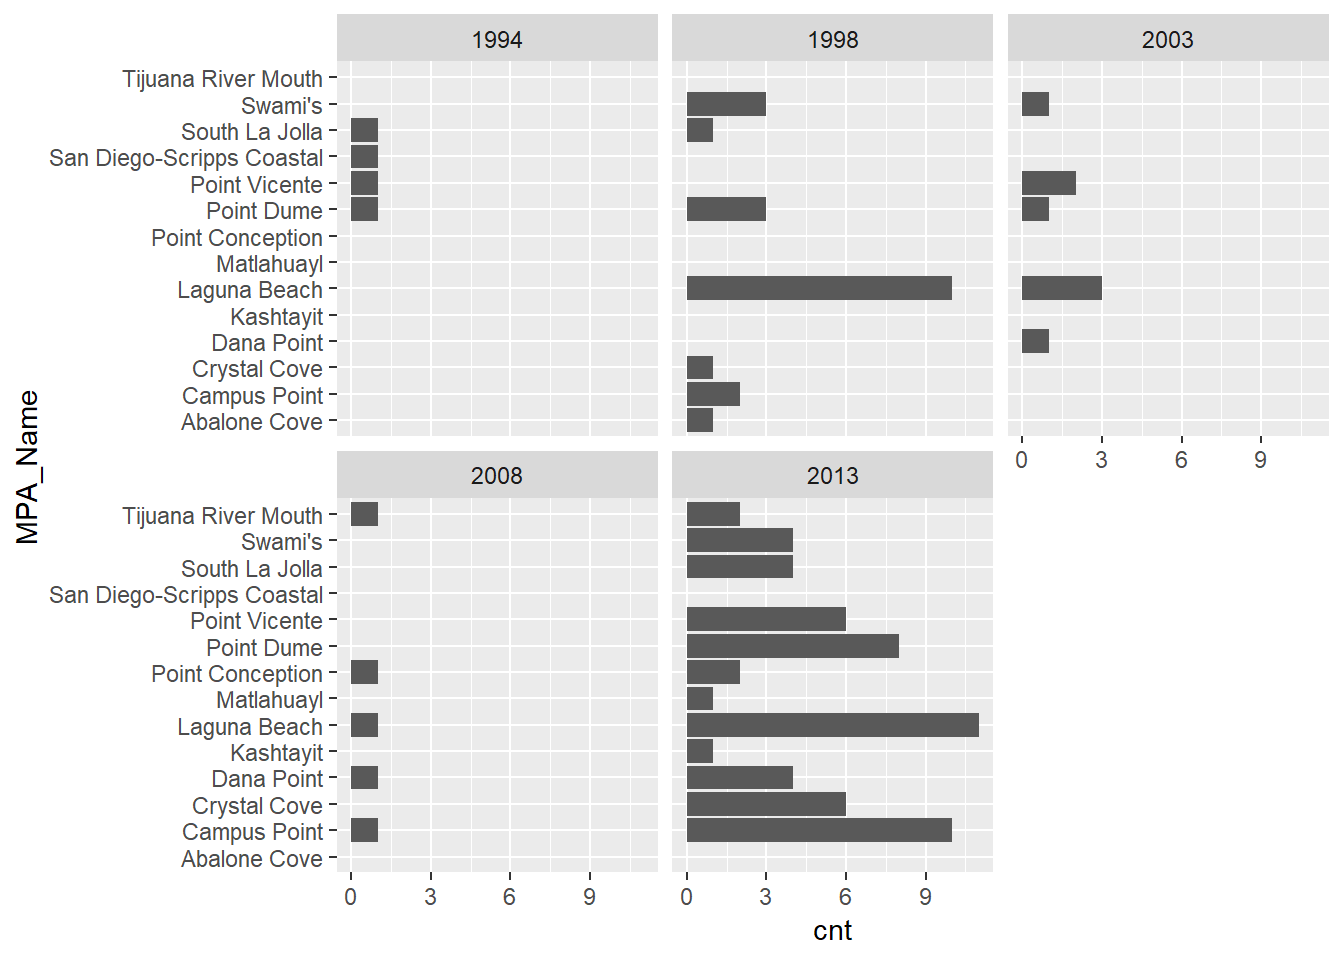 1994
1998
2003
Tijuana River Mouth
Swami's
South La Jolla
San Diego-Scripps Coastal
Point Vicente
Point Dume
Point Conception
Matlahuayl
Laguna Beach
Kashtayit
Dana Point
Crystal Cove
Campus Point
Abalone Cove
0 3 6 9
MPA_Name
2008
2013
Tijuana River Mouth
Swami's
South La Jolla
San Diego-Scripps Coastal
Point Vicente
Point Dume
Point Conception
Matlahuayl
Laguna Beach
Kashtayit
Dana Point
Crystal Cove
Campus Point
Abalone Cove
0 3 6 9
0 3 6 9
cnt